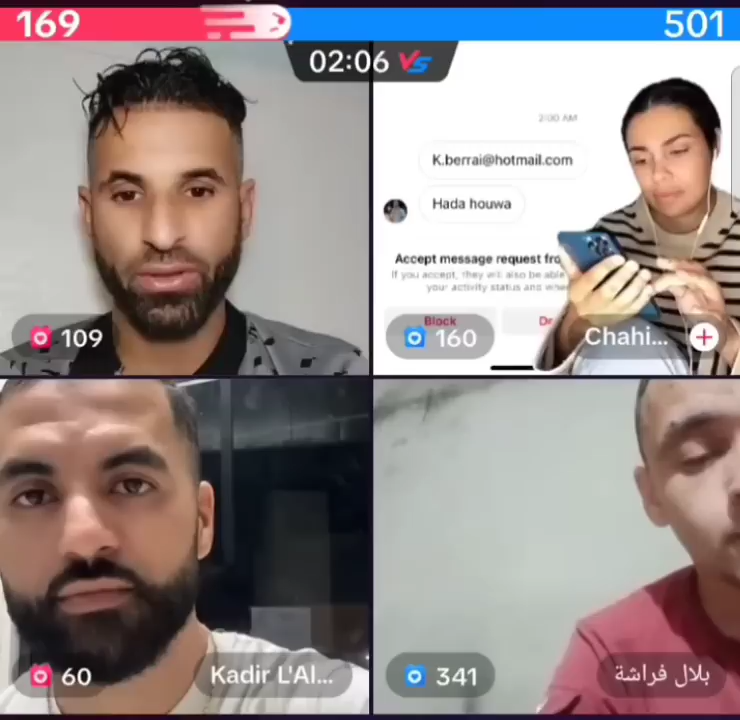 169
501
02:06 VS
2:00 AM
K.berrai@hotmail.com
Hada houwa
Accept message request fro
If you accept, they will also be able
your activity status and whe
Block
De
109
160
Chahi...
60
Kadir L'Al...
341
بلال فراشة